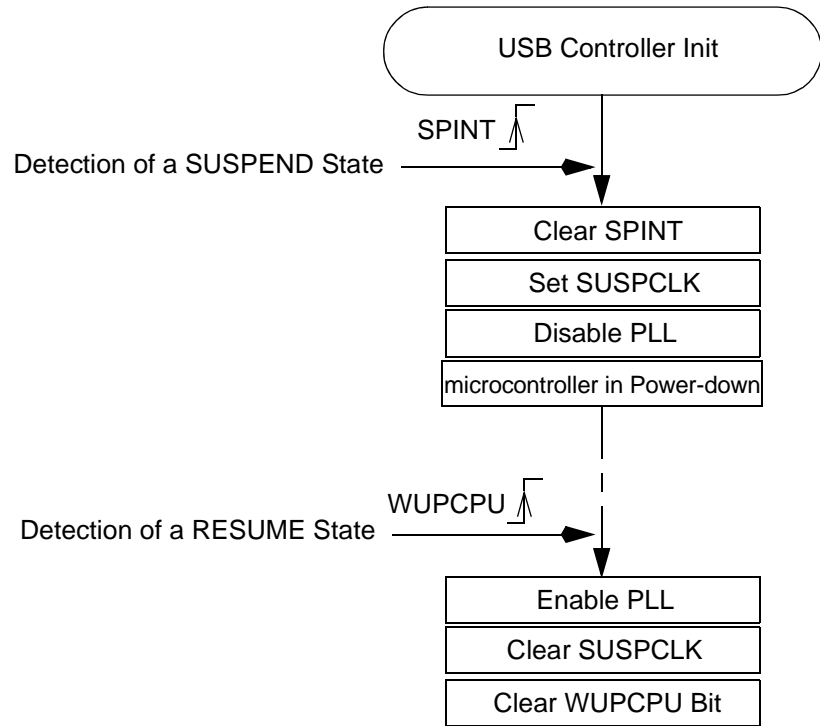 USB Controller Init
SPINT
Detection of a SUSPEND State
Clear SPINT
Set SUSPCLK
Disable PLL
microcontroller in Power-down
WUPCPU
Detection of a RESUME State
Enable PLL
Clear SUSPCLK
Clear WUPCPU Bit